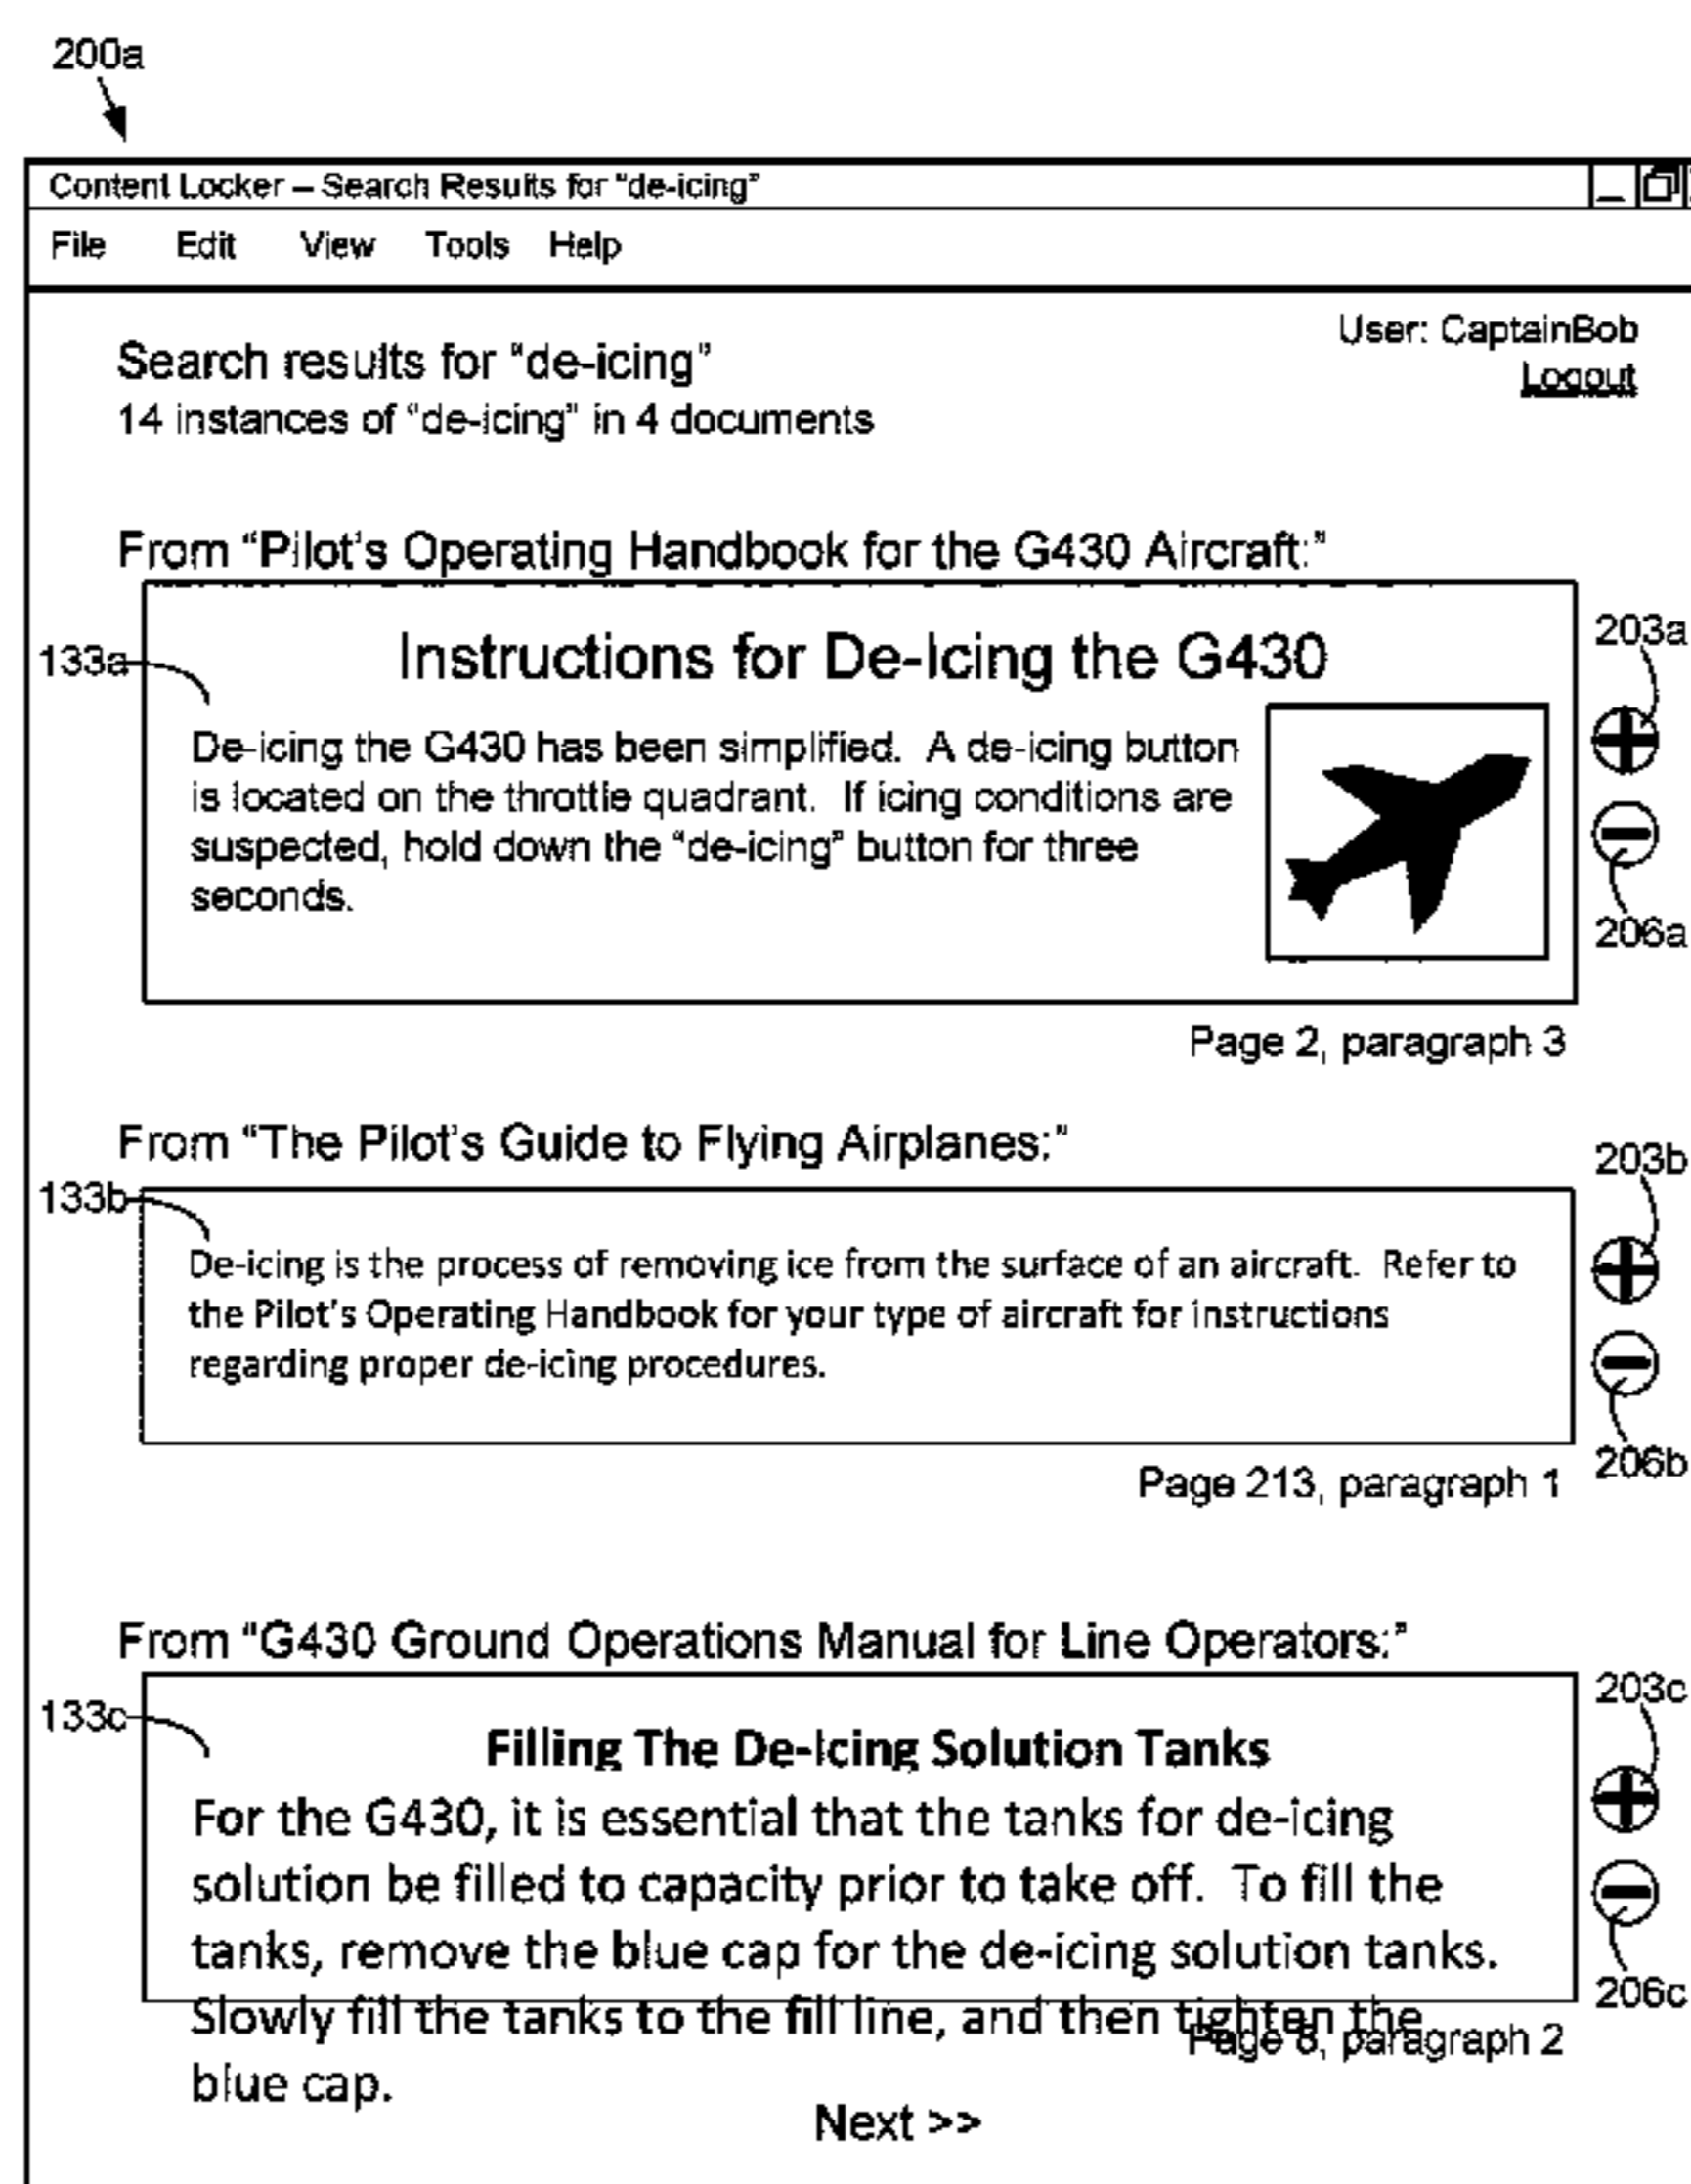 200a
Content Locker – Search Results for "de-icing"
File Edit View Tools Help
User: CaptainBob
Logout
Search results for "de-icing"
14 instances of "de-icing" in 4 documents
From "Pilot's Operating Handbook for the G430 Aircraft:"
133a
Instructions for De-Icing the G430
De-icing the G430 has been simplified. A de-icing button
is located on the throttle quadrant. If icing conditions are
suspected, hold down the "de-icing" button for three
seconds.
203a
206a
Page 2, paragraph 3
From "The Pilot's Guide to Flying Airplanes:"
133b
De-icing is the process of removing ice from the surface of an aircraft. Refer to
the Pilot's Operating Handbook for your type of aircraft for instructions
regarding proper de-icing procedures.
203b
206b
Page 213, paragraph 1
From "G430 Ground Operations Manual for Line Operators:"
133c
Filling The De-Icing Solution Tanks
For the G430, it is essential that the tanks for de-icing
solution be filled to capacity prior to take off. To fill the
tanks, remove the blue cap for the de-icing solution tanks.
Slowly fill the tanks to the fill line, and then tighten the
blue cap.
203c
206c
Page 8, paragraph 2
Next >>